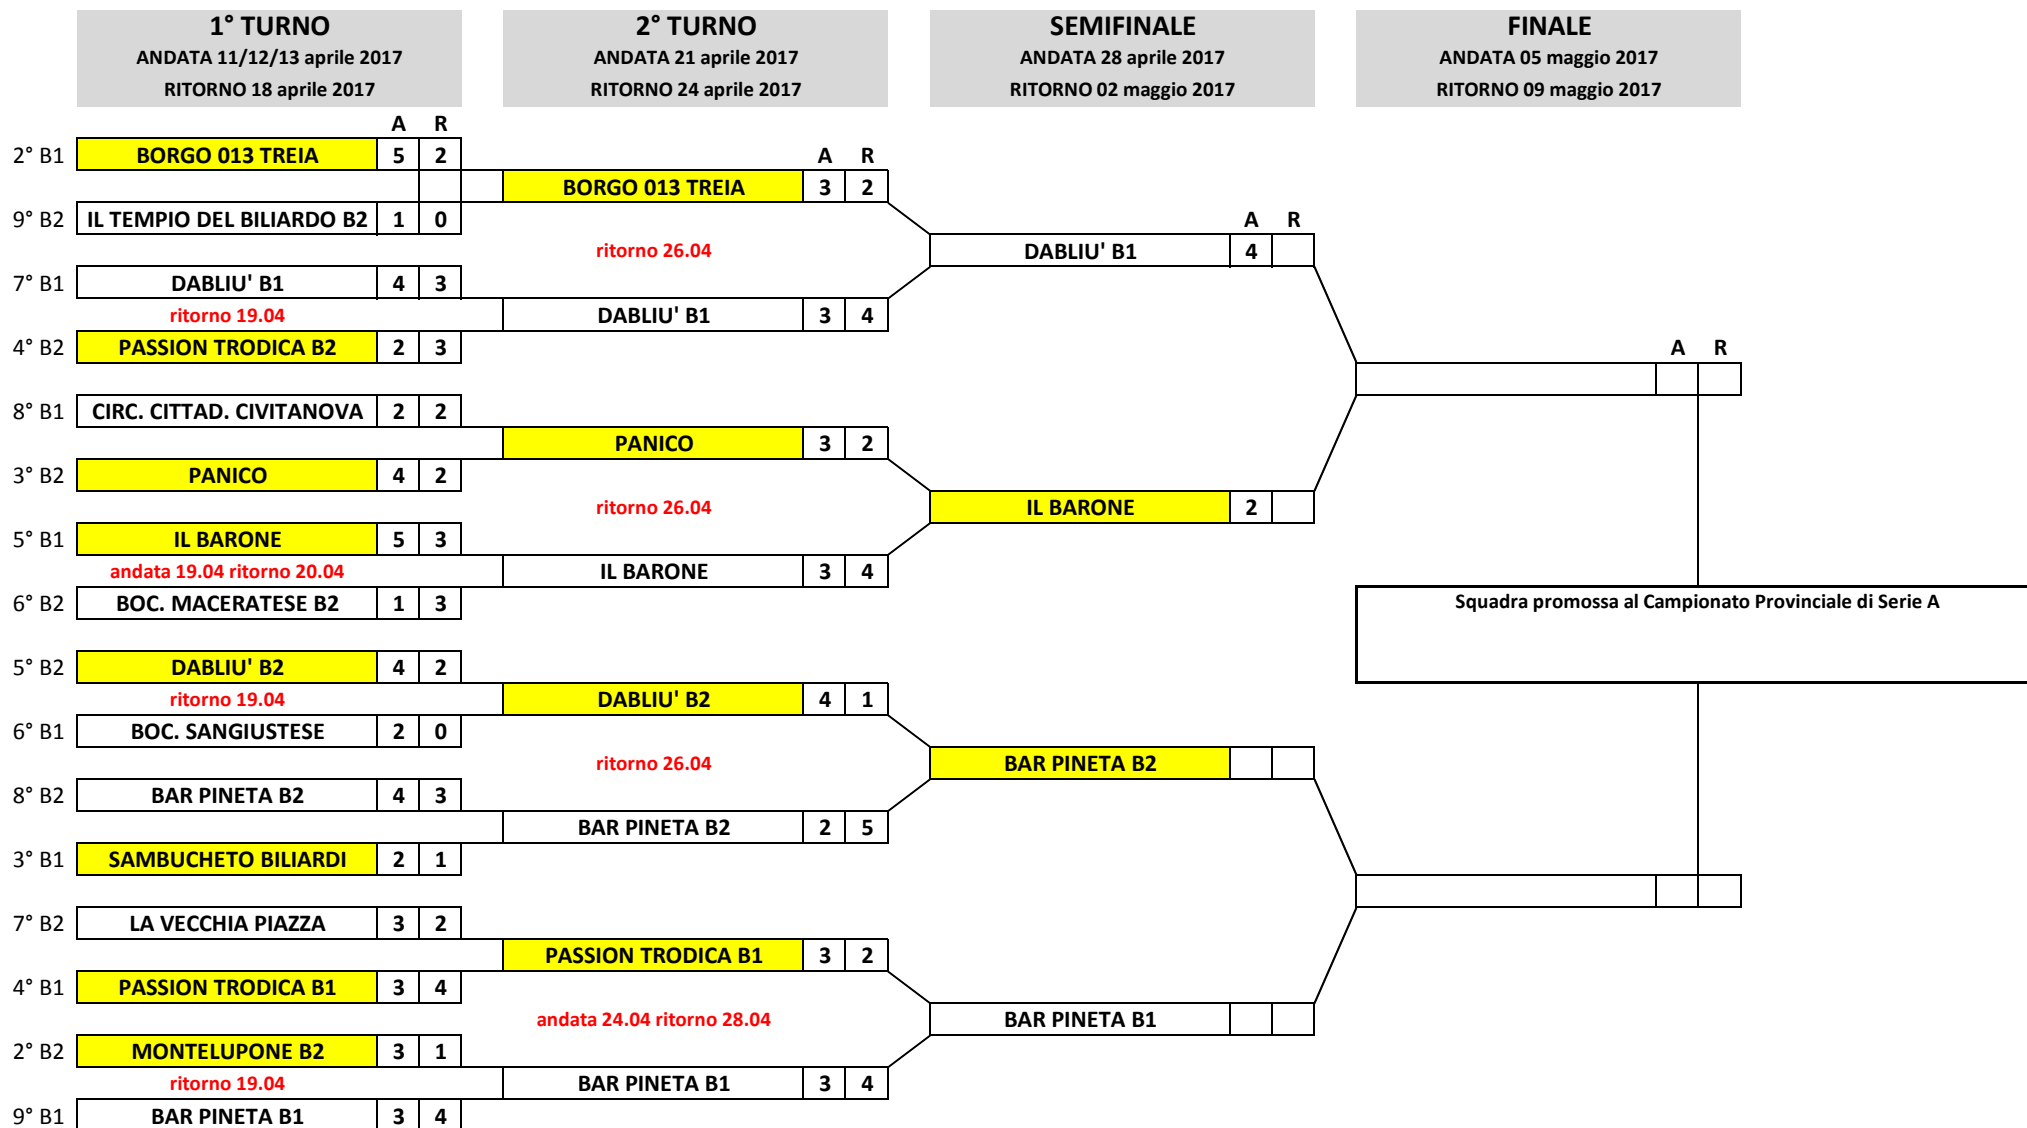 1° TURNO
ANDATA 11/12/13 aprile 2017
RITORNO 18 aprile 2017
2° TURNO
ANDATA 21 aprile 2017
RITORNO 24 aprile 2017
SEMIFINALE
ANDATA 28 aprile 2017
RITORNO 02 maggio 2017
FINALE
ANDATA 05 maggio 2017
RITORNO 09 maggio 2017
A R
2° B1 BORGO 013 TREIA 5 2
9° B2 IL TEMPIO DEL BILIARDO B2 1 0
7° B1 DABLIU' B1 4 3
ritorno 19.04
4° B2 PASSION TRODICA B2 2 3
8° B1 CIRC. CITTAD. CIVITANOVA 2 2
3° B2 PANICO 4 2
5° B1 IL BARONE 5 3
andata 19.04 ritorno 20.04
6° B2 BOC. MACERATESE B2 1 3
5° B2 DABLIU' B2 4 2
ritorno 19.04
6° B1 BOC. SANGIUSTESE 2 0
8° B2 BAR PINETA B2 4 3
3° B1 SAMBUCHETO BILIARDI 2 1
7° B2 LA VECCHIA PIAZZA 3 2
4° B1 PASSION TRODICA B1 3 4
2° B2 MONTELUPONE B2 3 1
ritorno 19.04
9° B1 BAR PINETA B1 3 4
A R
BORGO 013 TREIA 3 2
ritorno 26.04
DABLIU' B1 3 4
PANICO 3 2
ritorno 26.04
IL BARONE 3 4
DABLIU' B2 4 1
ritorno 26.04
BAR PINETA B2 2 5
PASSION TRODICA B1 3 2
andata 24.04 ritorno 28.04
BAR PINETA B1 3 4
A R
DABLIU' B1 4
IL BARONE 2
BAR PINETA B2
BAR PINETA B1
A R
Squadra promossa al Campionato Provinciale di Serie A